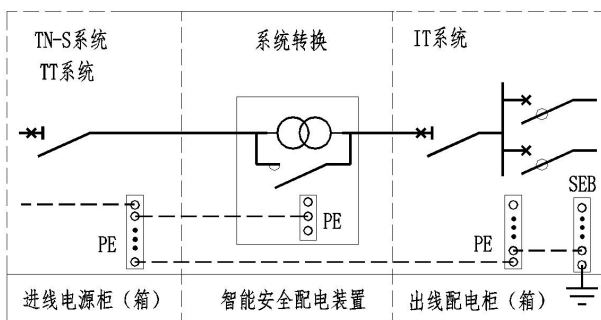 TN-S系统
TT系统
系统转换
IT系统
SEB
PE
PE
PE
进线电源柜（箱）
智能安全配电装置
出线配电柜（箱）